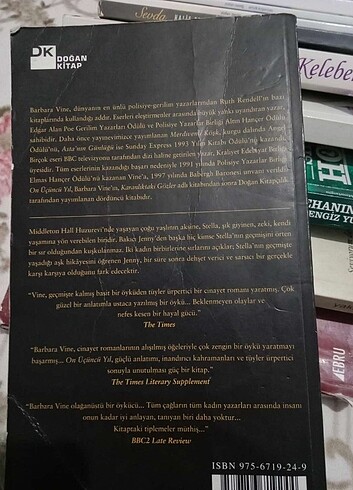 DK DOĞAN
KİTAP
Barbara Vine, dünyanın en ünlü polisiye-gerilim yazarlarından Ruth Rendell'in bazı
kitaplarında kullandığı addır. Eserleri eleştirmenler arasında büyük yankı uyandıran yazar,
Edgar Alan Poe Gerilim Yazarları Ödülü ve Polisiye Yazarlar Birliği Altın Hançer Ödülü
sahibidir. Daha önce yayınevimizce yayımlanan Merdivenli Köşk, kurgu dalında Angel
Ödülü'nü, Asta'nın Günlüğü ise Sunday Express 1993 Yılın Kitabı Ödülü'nü kazandı.
Birçok eseri BBC televizyonu tarafından dizi haline getirilen yazar, Kraliyet Edebiyat Birliği
üyesidir. Tüm eserlerinin kazandığı başarı nedeniyle 1991 yılında Polisiye Yazarlar Birliği
Elmas Hançer Ödülü'nü kazanan Vine'a, 1997 yılında Babergh Baronesi unvanı verildi.
On Üçüncü Yıl, Barbara Vine'ın, Karanlıktaki Gözler adlı kitabından sonra Doğan Kitapçılık
tarafından yayımlanan
Middleton Hall Huzurevi'nde yaşayan çoğu yaşlının aksine, Stella, şık giyinen, zeki, kendi
yaşamına yön verebilen biridir. Bakıcı Jenny'den başka hiç kimse Stella'nın geçmişini örten
bir sır olduğundan kuşkulanmaz. İki kadın birbirlerine sırlarını açıklar; Stella'nın geçmişte
yaşadığı aşk hikâyesini öğrenen Jenny, bir süre sonra dehşet verici ve sarsıcı bir gerçekle
karşı karşıya olduğunu fark edecektir.
"Vine, geçmişte kalmış basit bir öyküden tüyler ürpertici bir cinayet romanı yaratmış. Çok
güzel bir anlatımla ustaca yazılmış bir öykü... Beklenmeyen olaylar ve
nefes kesen bir hayal gücü."
The Times
"Barbara Vine, cinayet romanlarının alışılmış öğeleriyle çok zengin bir öykü yaratmayı
başarmış... On Üçüncü Yıl, güçlü anlatımı, inandırıcı kahramanları ve tüyler ürpertici
sonuyla unutulması güç bir kitap."
The Times Literary Supplement
"Barbara Vine olağanüstü bir öykücü... Tüm çağların tüm kadın yazarları arasında insanı
onun kadar iyi anlayan, tanıyan biri daha yoktur...
Kitaptaki tiplemeler müthiş..."
BBC2 Late Review
ISBN 975-6719-24-9
Sevda
Kelebe
CHANIN
ENGİZ YU
EBRU